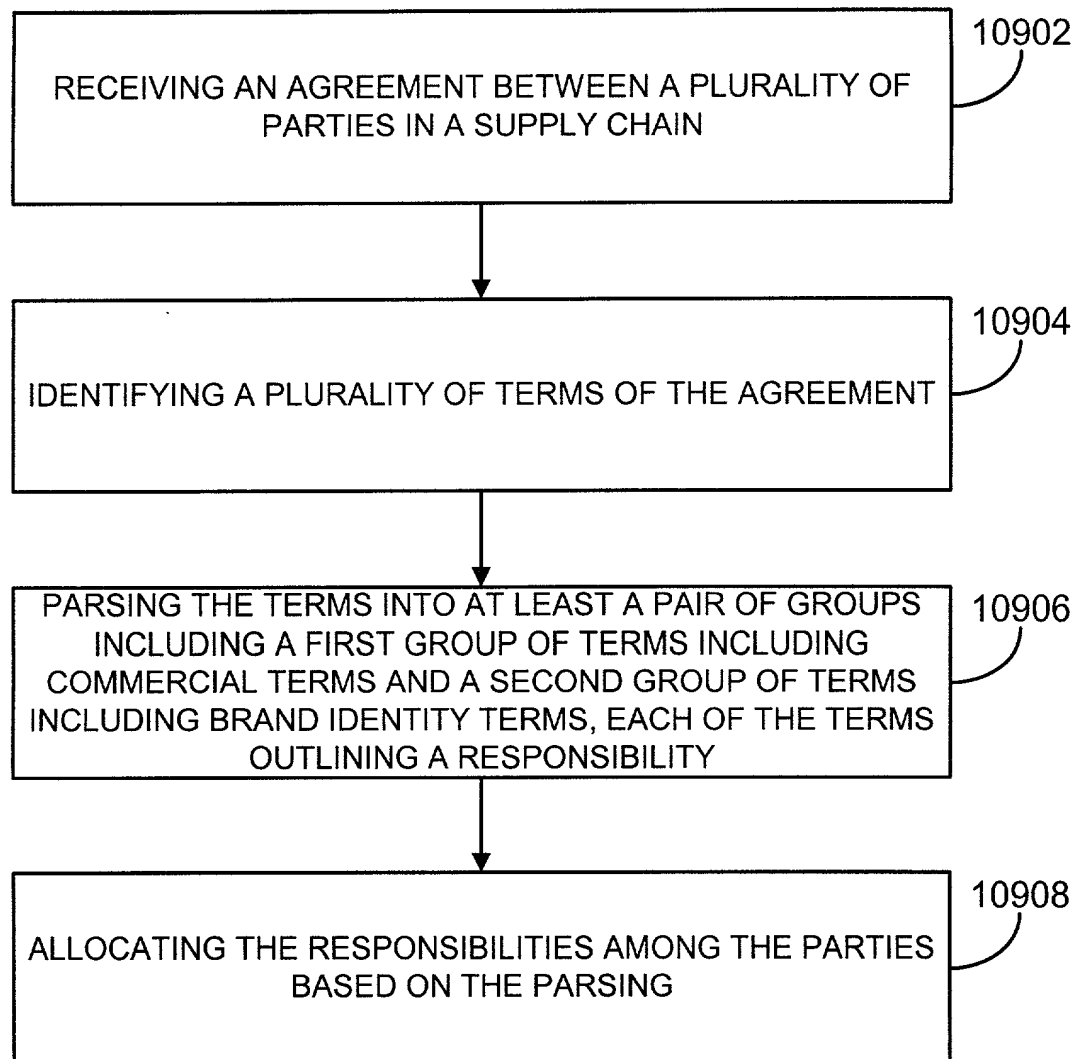 10902
RECEIVING AN AGREEMENT BETWEEN A PLURALITY OF
PARTIES IN A SUPPLY CHAIN
10904
IDENTIFYING A PLURALITY OF TERMS OF THE AGREEMENT
10906
PARSING THE TERMS INTO AT LEAST A PAIR OF GROUPS
INCLUDING A FIRST GROUP OF TERMS INCLUDING
COMMERCIAL TERMS AND A SECOND GROUP OF TERMS
INCLUDING BRAND IDENTITY TERMS, EACH OF THE TERMS
OUTLINING A RESPONSIBILITY
10908
ALLOCATING THE RESPONSIBILITIES AMONG THE PARTIES
BASED ON THE PARSING